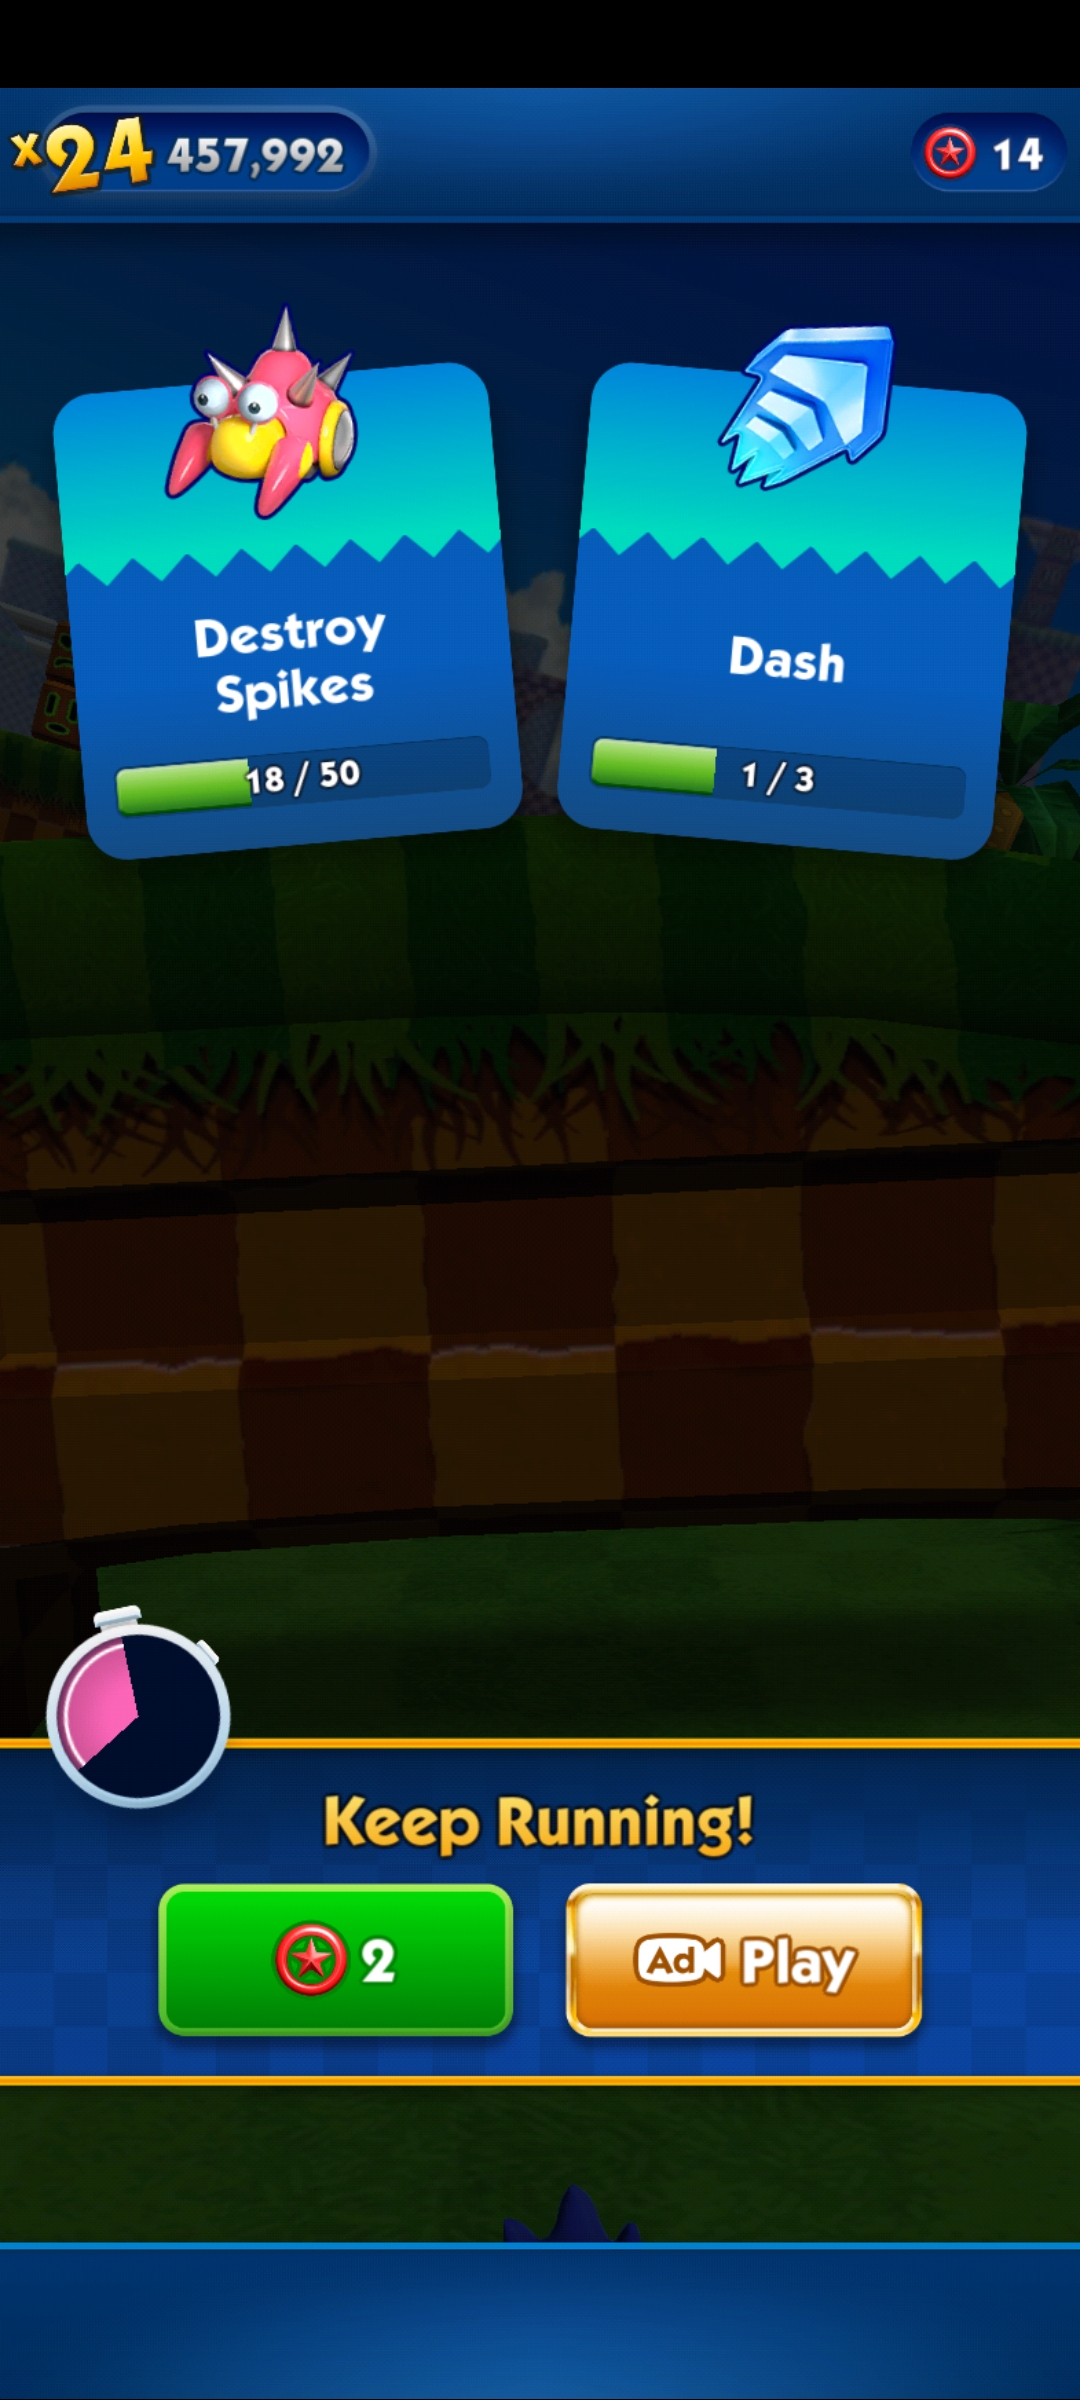 x24 457,992
14
Destroy
Spikes
18 / 50
Dash
1 / 3
Keep Running!
2
Ad Play